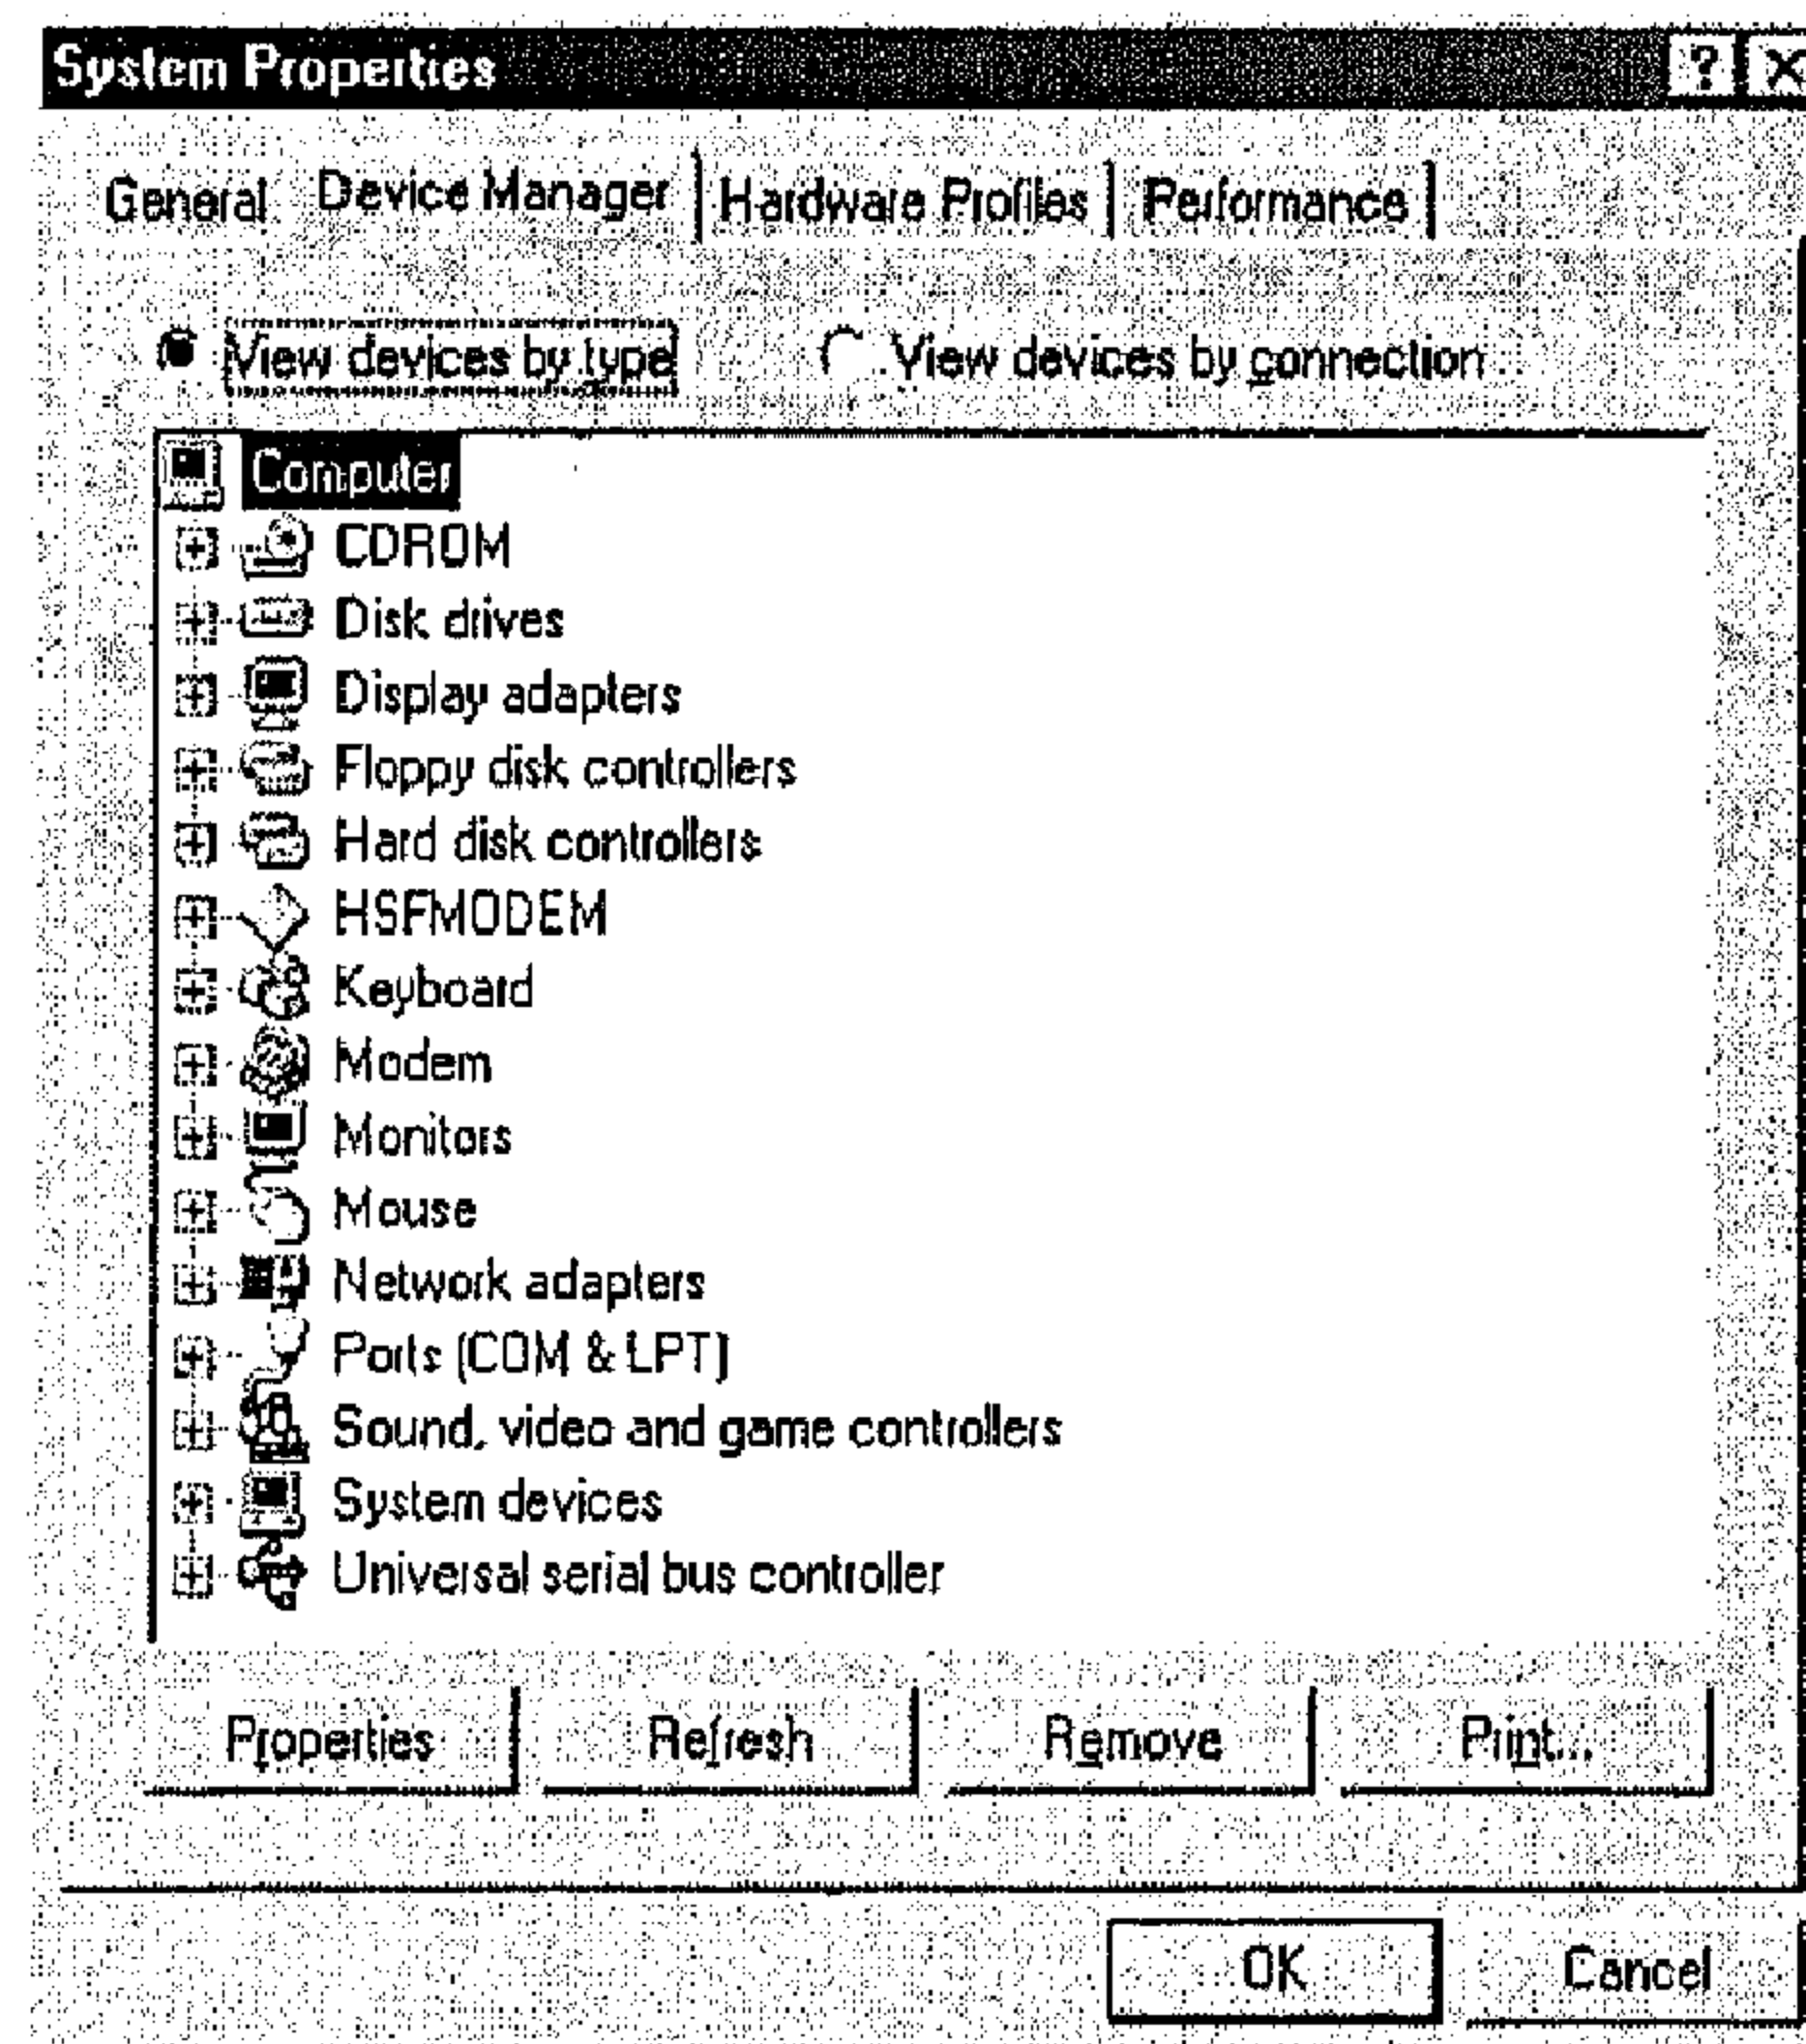 System Properties ? X
General Device Manager Hardware Profiles Performance
View devices by type View devices by connection
Computer
CDROM
Disk drives
Display adapters
Floppy disk controllers
Hard disk controllers
HSFMODEM
Keyboard
Modem
Monitors
Mouse
Network adapters
Ports (COM & LPT)
Sound, video and game controllers
System devices
Universal serial bus controller
Properties Refresh Remove Print...
OK Cancel